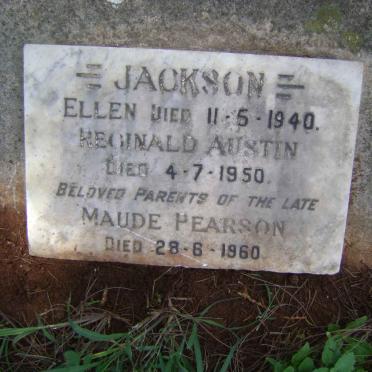 = JACKSON =
ELLEN DIED 11-5-1940.
REGINALD AUSTIN
DIED 4-7-1950.
BELOVED PARENTS OF THE LATE
MAUDE PEARSON
DIED 28-6-1960.